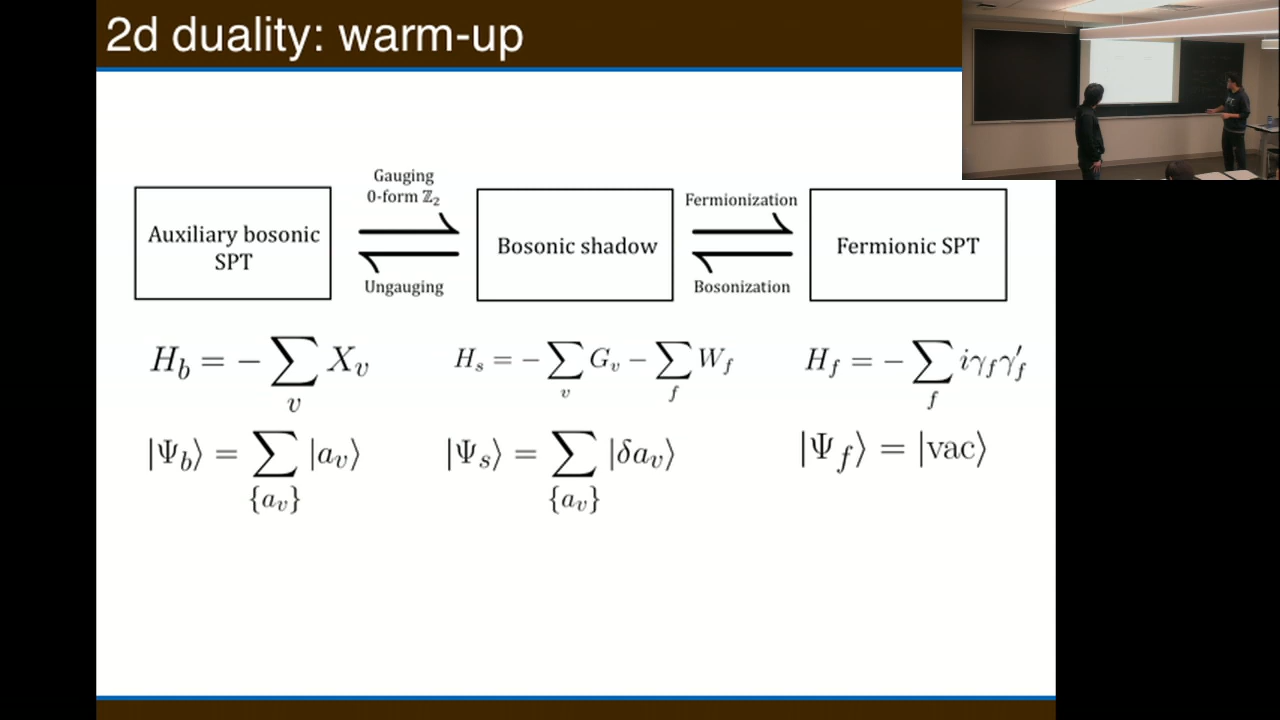 2d duality: warm-up
Auxiliary bosonic
SPT
Gauging
0-form ℤ₂
Ungauging
Bosonic shadow
Fermionization
Bosonization
Fermionic SPT
H_b = − ∑_v X_v
H_s = − ∑_v G_v − ∑_f W_f
H_f = − ∑_f iγ_f γ′_f
|Ψ_b⟩ = ∑_{{a_v}} |a_v⟩
|Ψ_s⟩ = ∑_{{a_v}} |δa_v⟩
|Ψ_f⟩ = |vac⟩